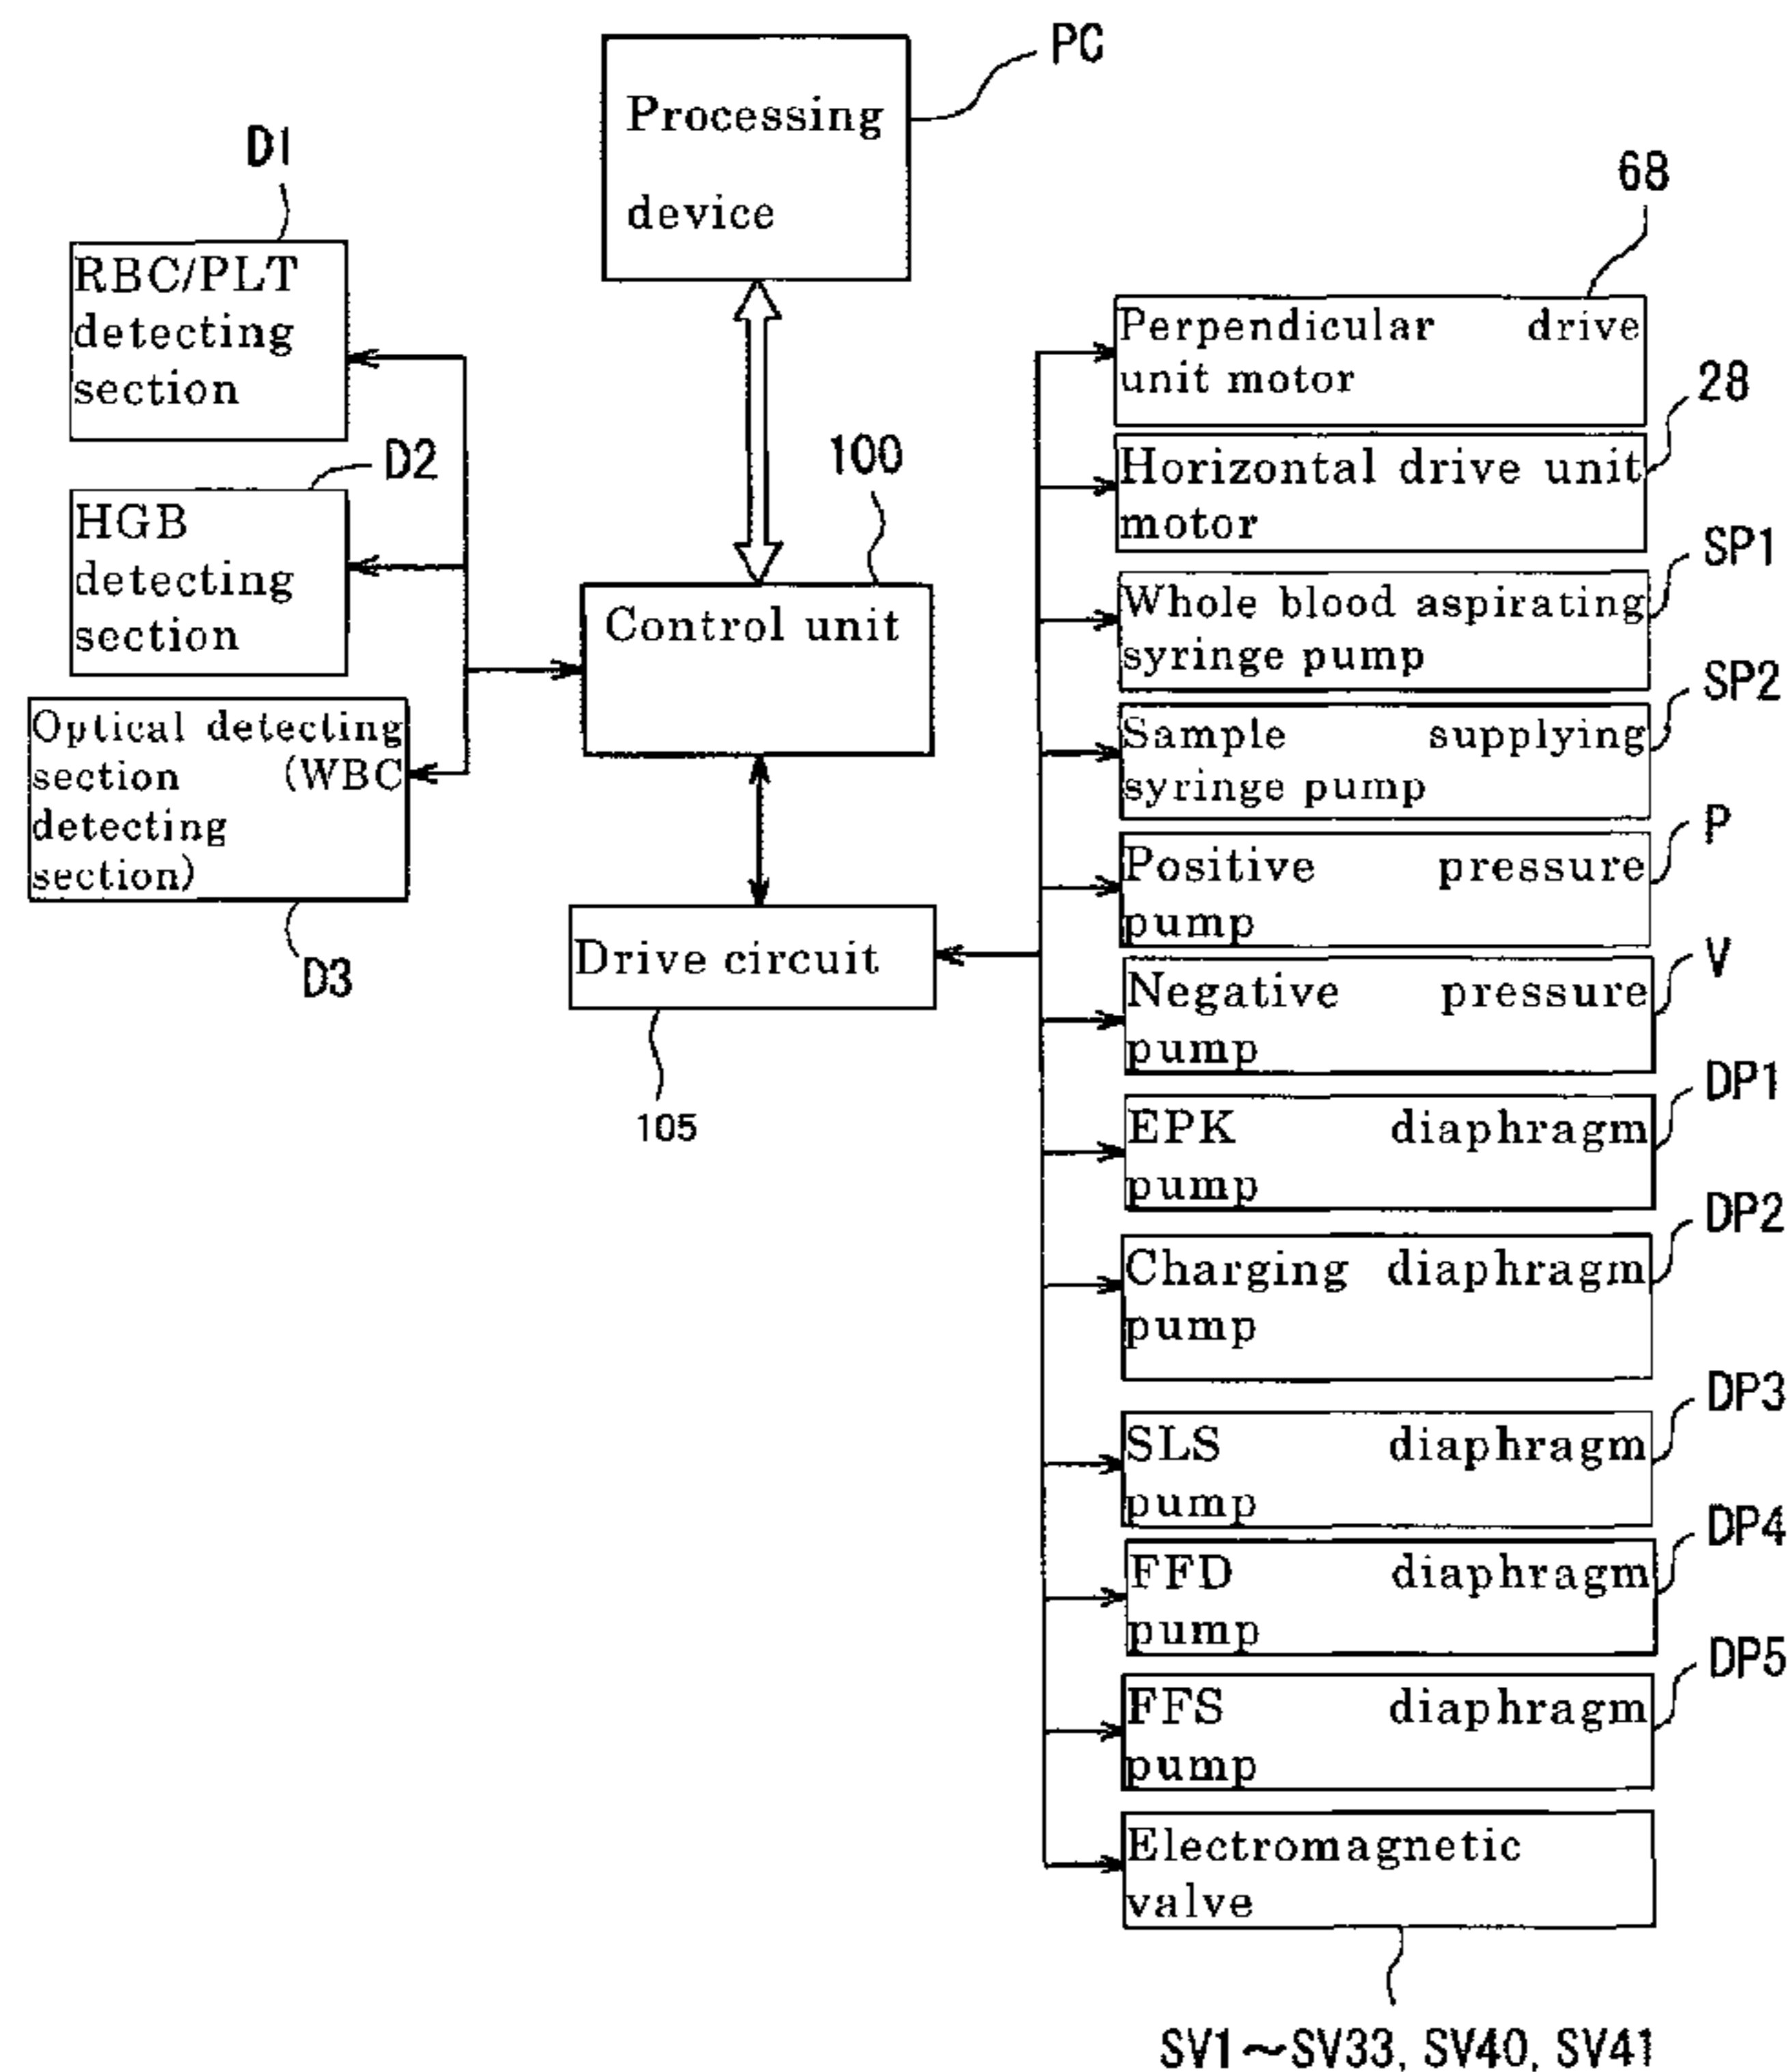 PC
Processing
device
D1
RBC/PLT
detecting
section
D2
HGB
detecting
section
Optical detecting
section (WBC
detecting
section)
D3
100
Control unit
Drive circuit
105
68
Perpendicular drive
unit motor
28
Horizontal drive unit
motor
SP1
Whole blood aspirating
syringe pump
SP2
Sample supplying
syringe pump
P
Positive pressure
pump
V
Negative pressure
pump
DP1
EPK diaphragm
pump
DP2
Charging diaphragm
pump
DP3
SLS diaphragm
pump
DP4
FFD diaphragm
pump
DP5
FFS diaphragm
pump
Electromagnetic
valve
SV1~SV33, SV40, SV41